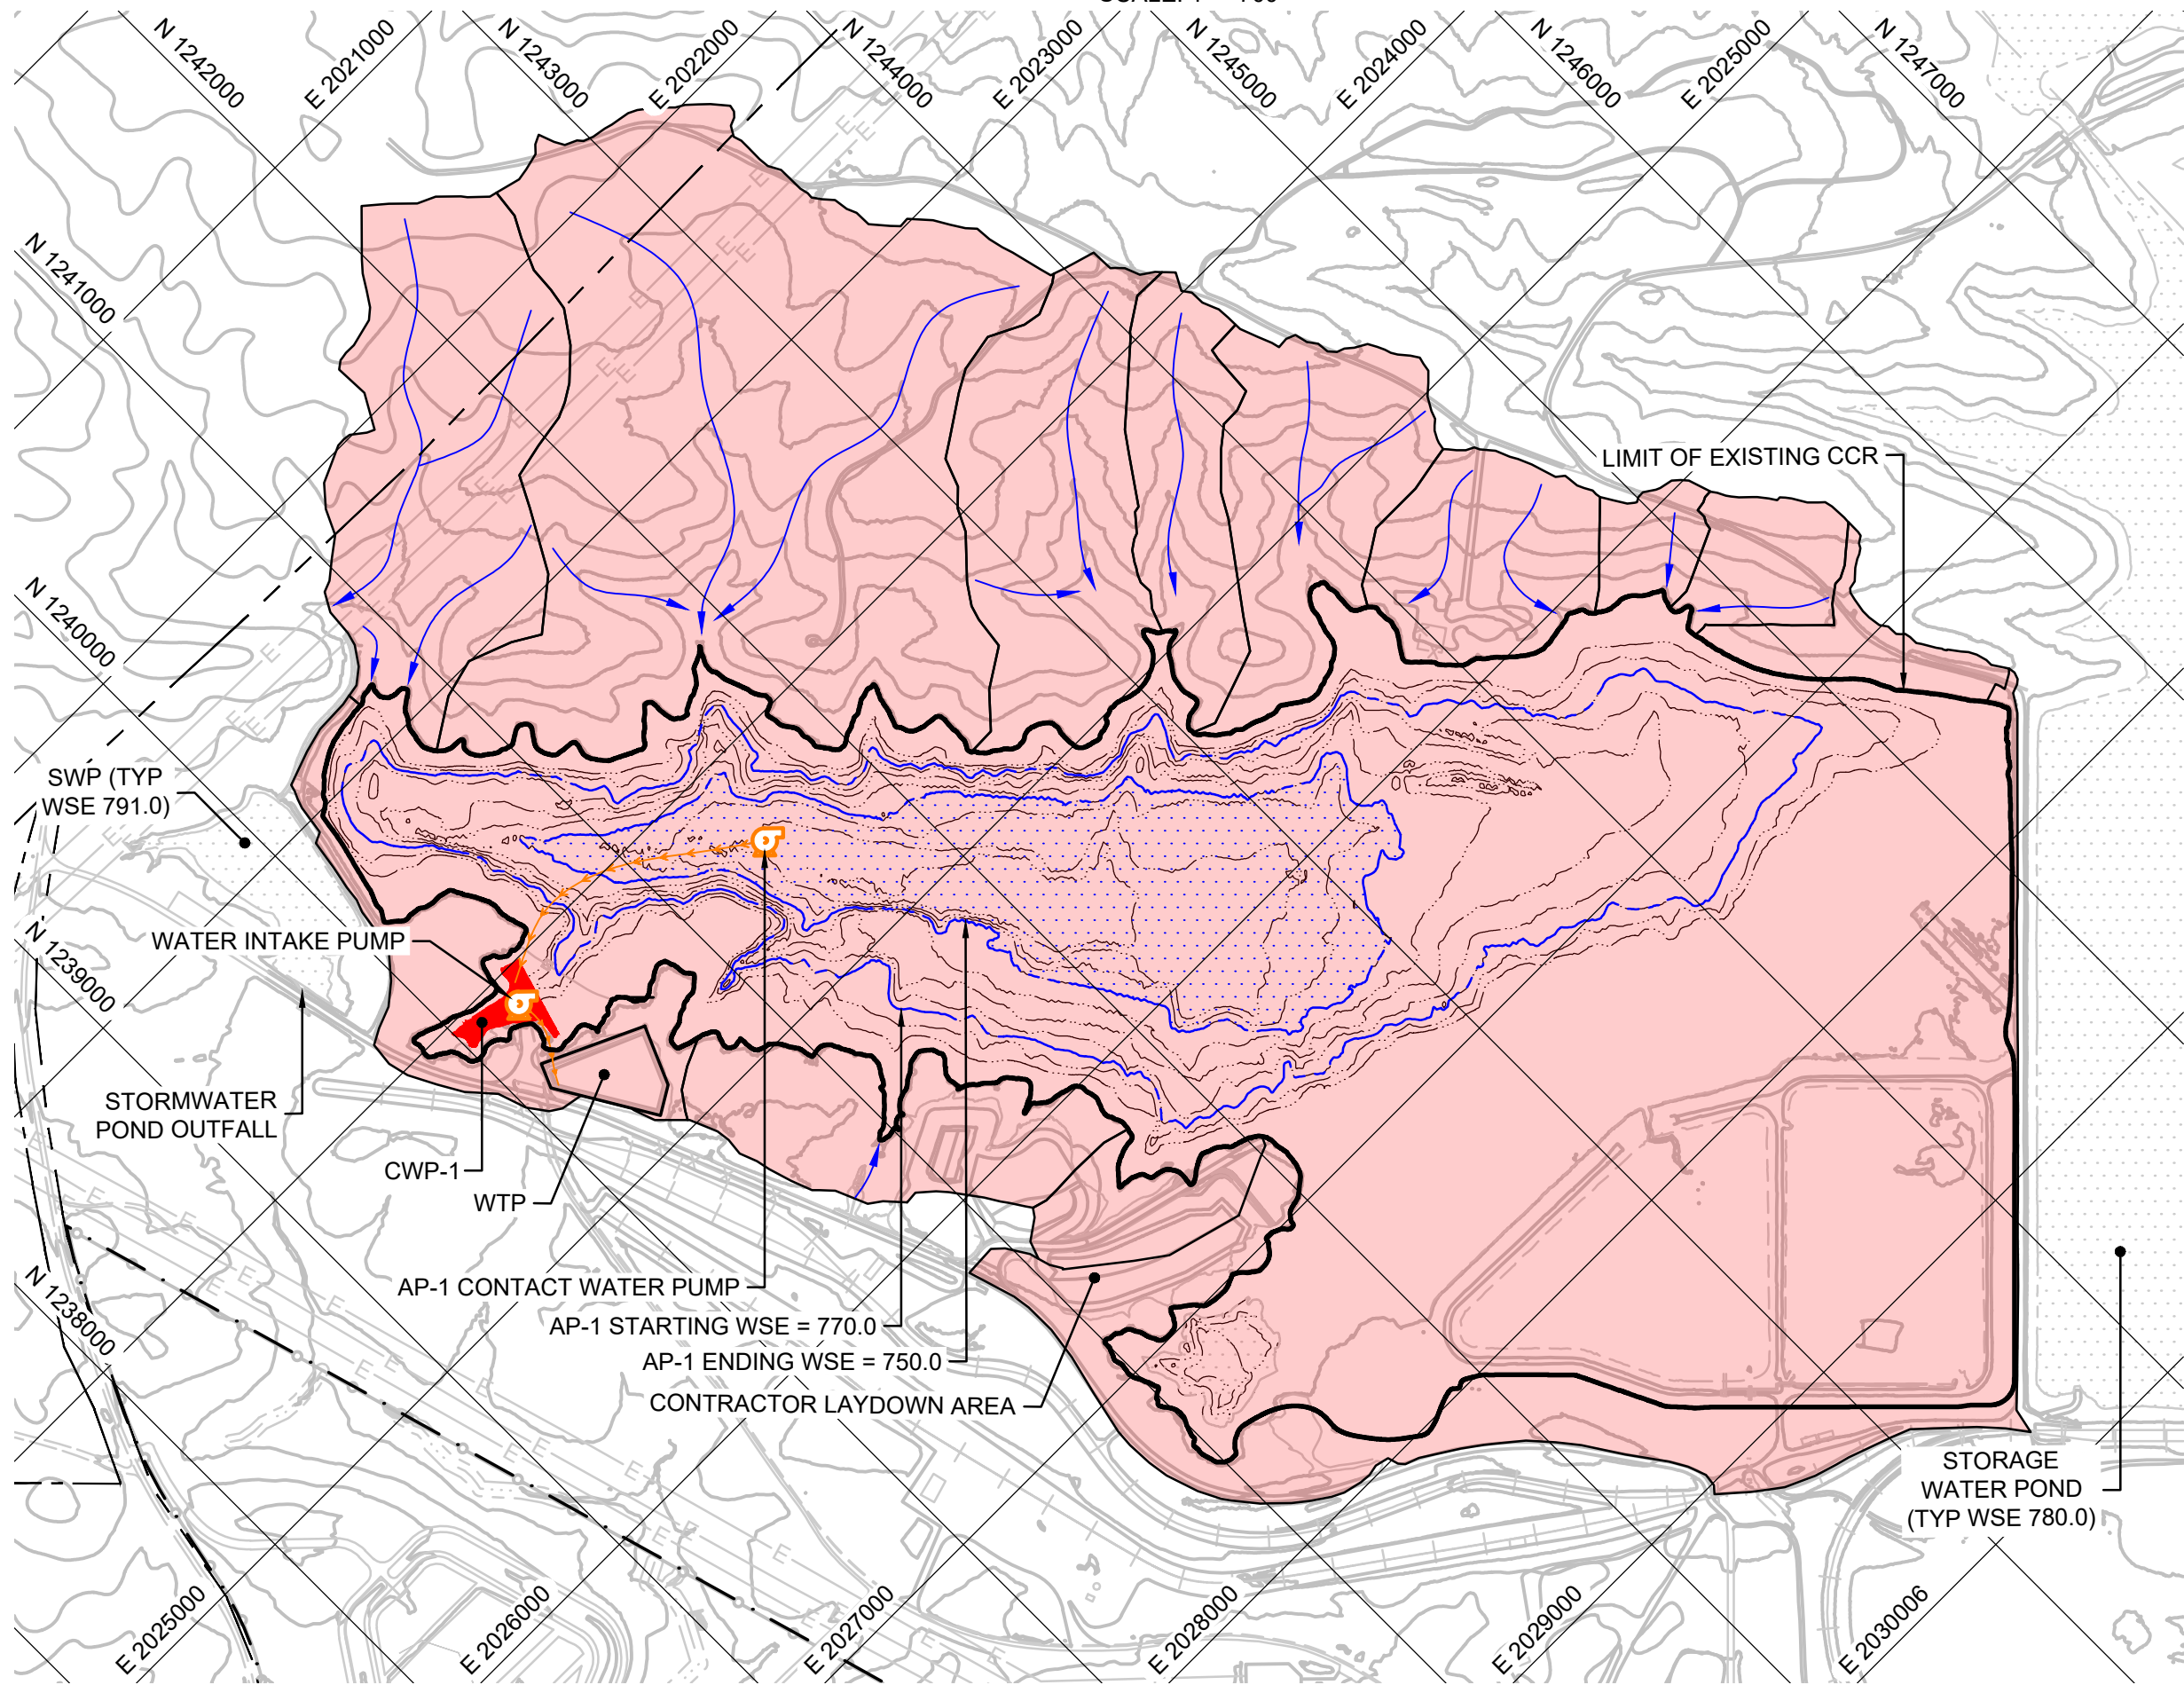 N 1242000
E 2021000
N 1243000
E 2022000
N 1244000
E 2023000
N 1245000
E 2024000
N 1246000
E 2025000
N 1247000
N 1241000
N 1240000
N 1239000
N 1238000
LIMIT OF EXISTING CCR
SWP (TYP
WSE 791.0)
WATER INTAKE PUMP
STORMWATER
POND OUTFALL
CWP-1
WTP
AP-1 CONTACT WATER PUMP
AP-1 STARTING WSE = 770.0
AP-1 ENDING WSE = 750.0
CONTRACTOR LAYDOWN AREA
STORAGE
WATER POND
(TYP WSE 780.0)
E 2025000
E 2026000
E 2027000
E 2028000
E 2029000
E 2030006